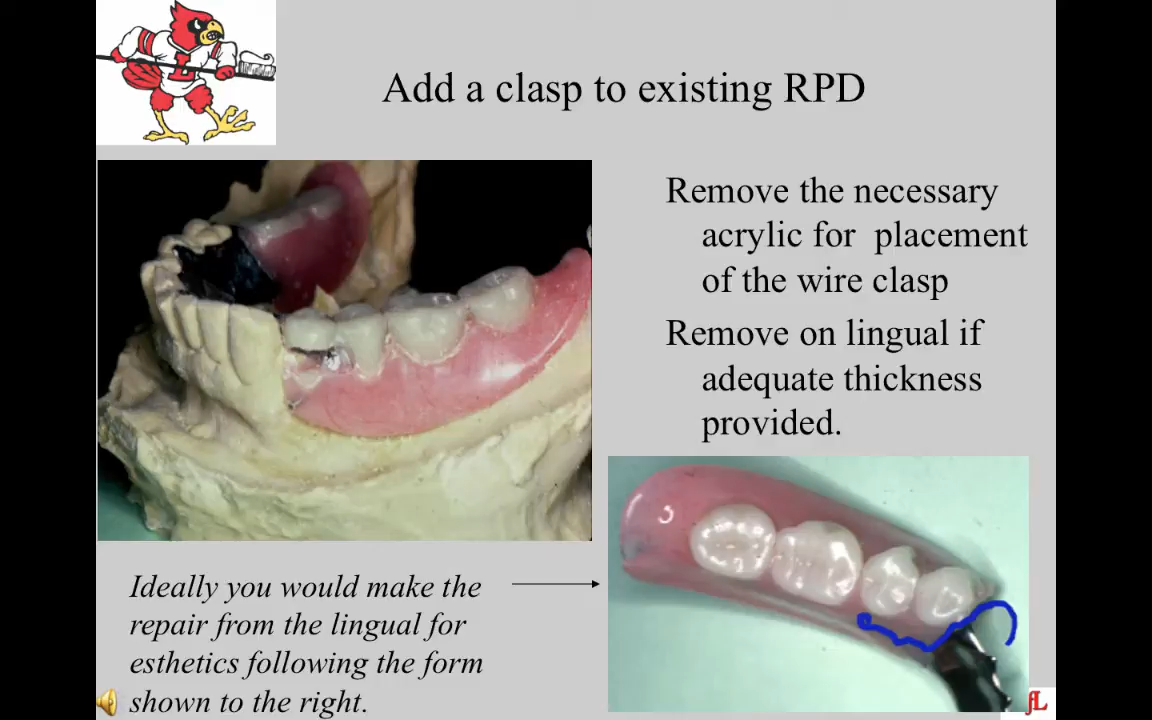 Add a clasp to existing RPD
Remove the necessary
acrylic for placement
of the wire clasp
Remove on lingual if
adequate thickness
provided.
Ideally you would make the
repair from the lingual for
esthetics following the form
shown to the right.
L